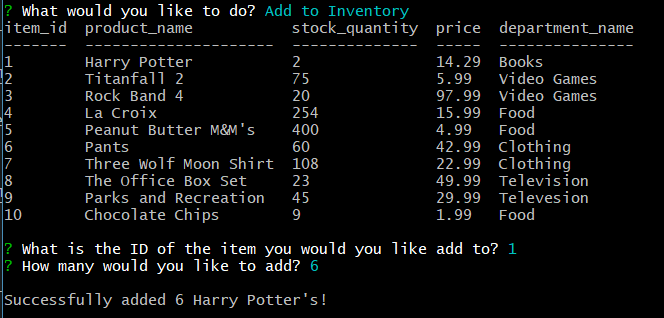 ? What would you like to do? Add to Inventory
item_id  product_name          stock_quantity  price  department_name
-------  --------------------  --------------  -----  ---------------
1        Harry Potter          2               14.29  Books
2        Titanfall 2           75              5.99   Video Games
3        Rock Band 4           20              97.99  Video Games
4        La Croix              254             15.99  Food
5        Peanut Butter M&M's   400             4.99   Food
6        Pants                 60              42.99  Clothing
7        Three Wolf Moon Shirt 108             22.99  Clothing
8        The Office Box Set    23              49.99  Television
9        Parks and Recreation  45              29.99  Televesion
10       Chocolate Chips       9               1.99   Food
? What is the ID of the item you would you like add to? 1
? How many would you like to add? 6
Successfully added 6 Harry Potter's!